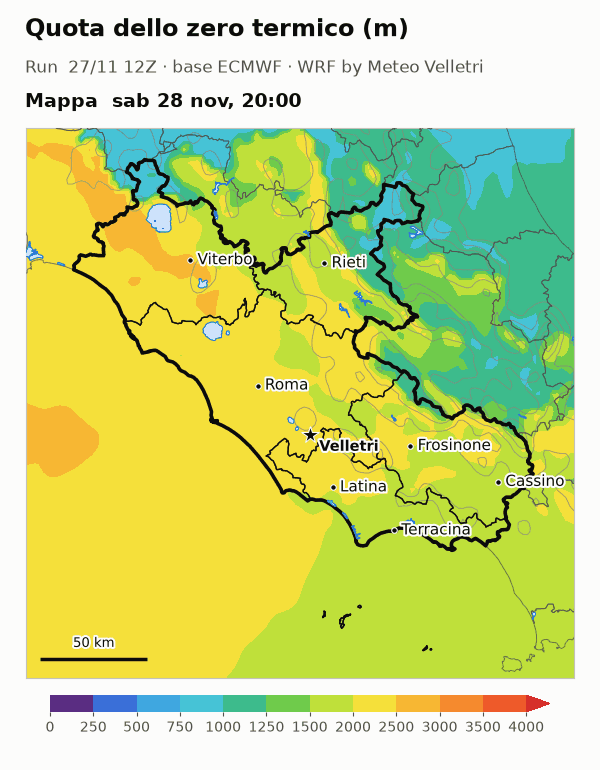 Quota dello zero termico (m)
Run  27/11 12Z · base ECMWF · WRF by Meteo Velletri
Mappa  sab 28 nov, 20:00
Viterbo
Rieti
Roma
Velletri
Frosinone
Cassino
Latina
Terracina
50 km
0 250 500 750 1000 1250 1500 2000 2500 3000 3500 4000